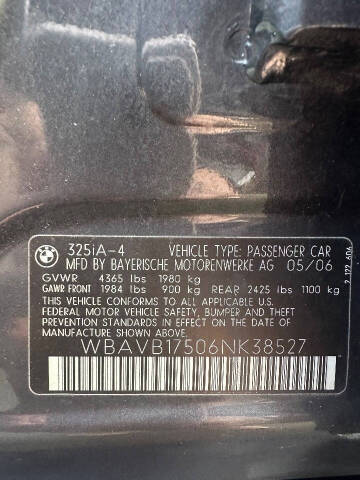 325iA-4 VEHICLE TYPE: PASSENGER CAR
MFD BY BAYERISCHE MOTORENWERKE AG 05/06
GVWR 4365 lbs 1980 kg
GAWR FRONT 1984 lbs 900 kg GAWR REAR 2425 lbs 1100 kg
THIS VEHICLE CONFORMS TO ALL APPLICABLE U.S.
FEDERAL MOTOR VEHICLE SAFETY, BUMPER AND THEFT
PREVENTION STANDARDS IN EFFECT ON THE DATE OF
MANUFACTURE SHOWN ABOVE.
WBAVB17506NK38527